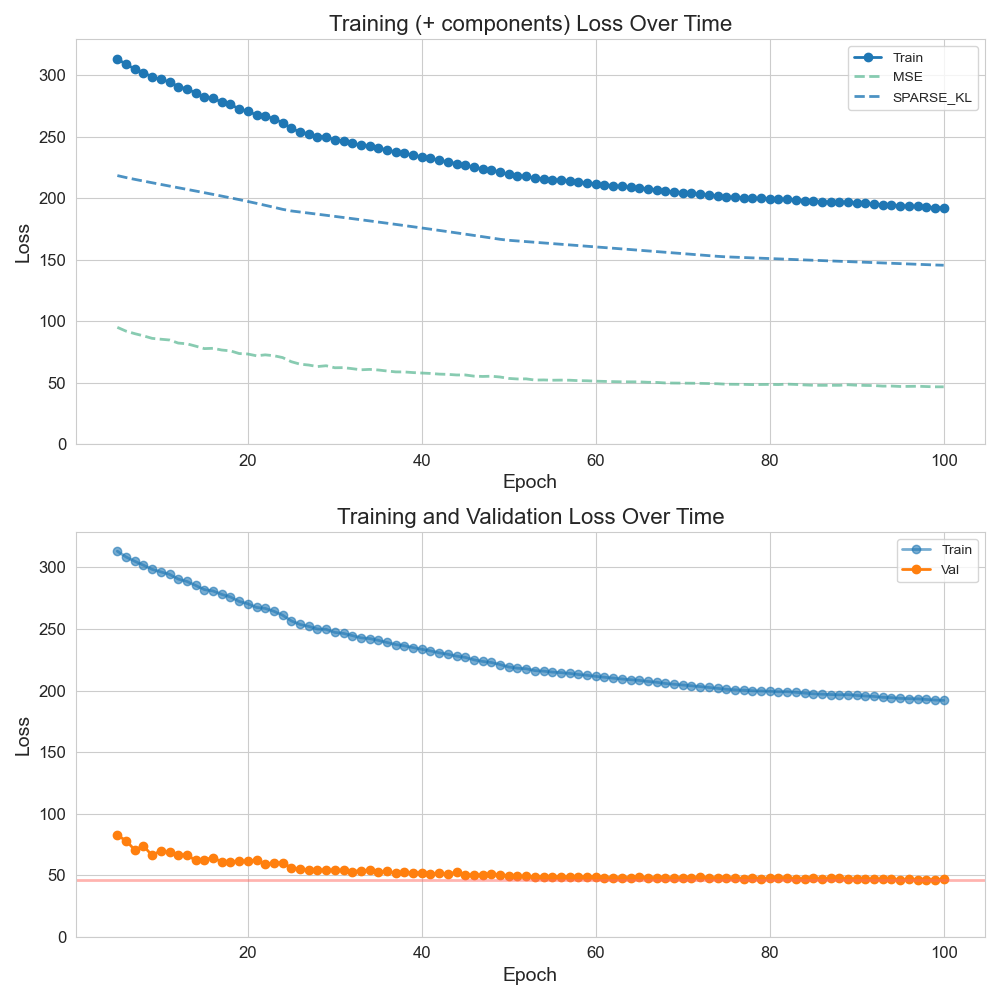 Training (+ components) Loss Over Time
Train
MSE
SPARSE_KL
Loss
300
250
200
150
100
50
0
20 40 60 80 100
Epoch
Training and Validation Loss Over Time
Train
Val
Loss
300
250
200
150
100
50
0
20 40 60 80 100
Epoch